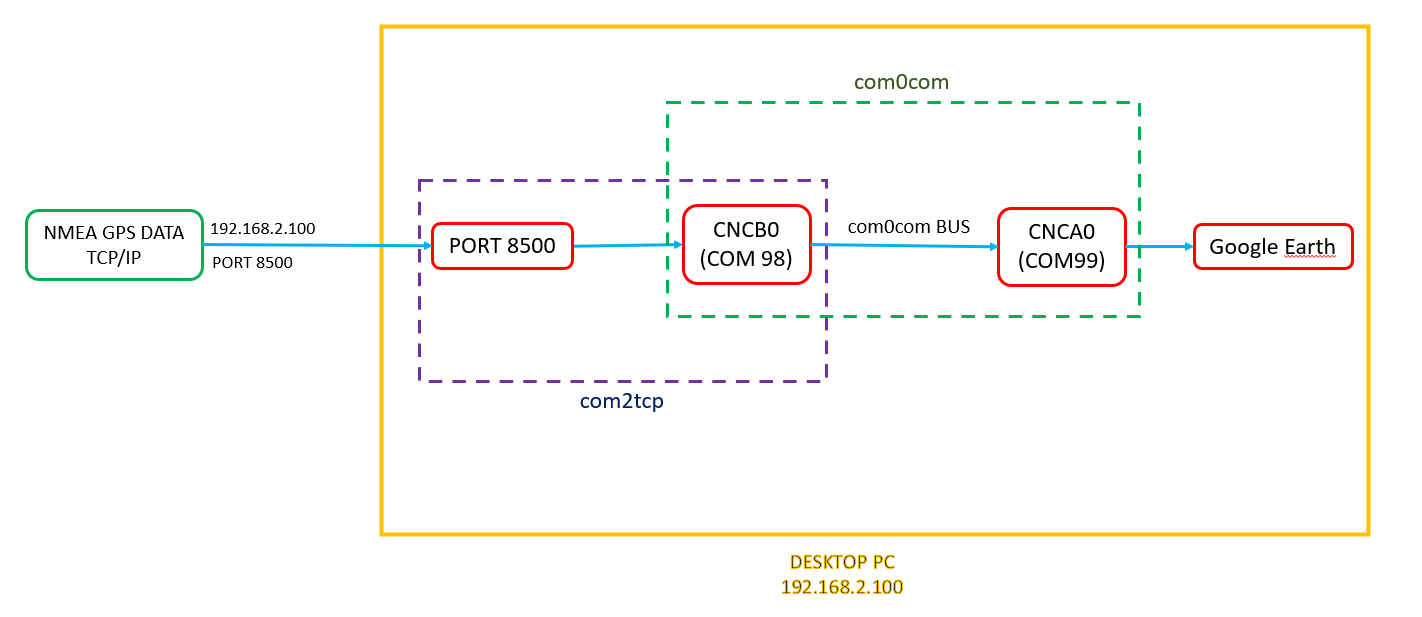 com0com
NMEA GPS DATA
TCP/IP
192.168.2.100
PORT 8500
PORT 8500
CNCB0
(COM 98)
com0com BUS
CNCA0
(COM99)
Google Earth
com2tcp
DESKTOP PC
192.168.2.100